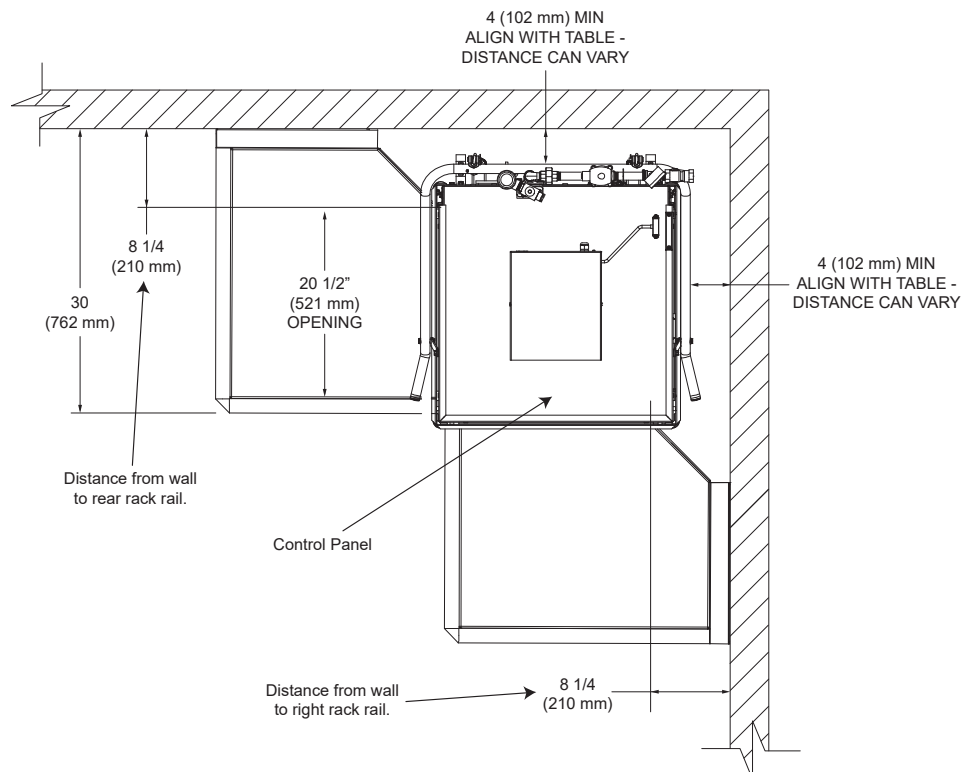 4 (102 mm) MIN
ALIGN WITH TABLE -
DISTANCE CAN VARY
8 1/4
(210 mm)
30
(762 mm)
20 1/2”
(521 mm)
OPENING
4 (102 mm) MIN
ALIGN WITH TABLE -
DISTANCE CAN VARY
Distance from wall
to rear rack rail.
Control Panel
Distance from wall
to right rack rail.
8 1/4
(210 mm)